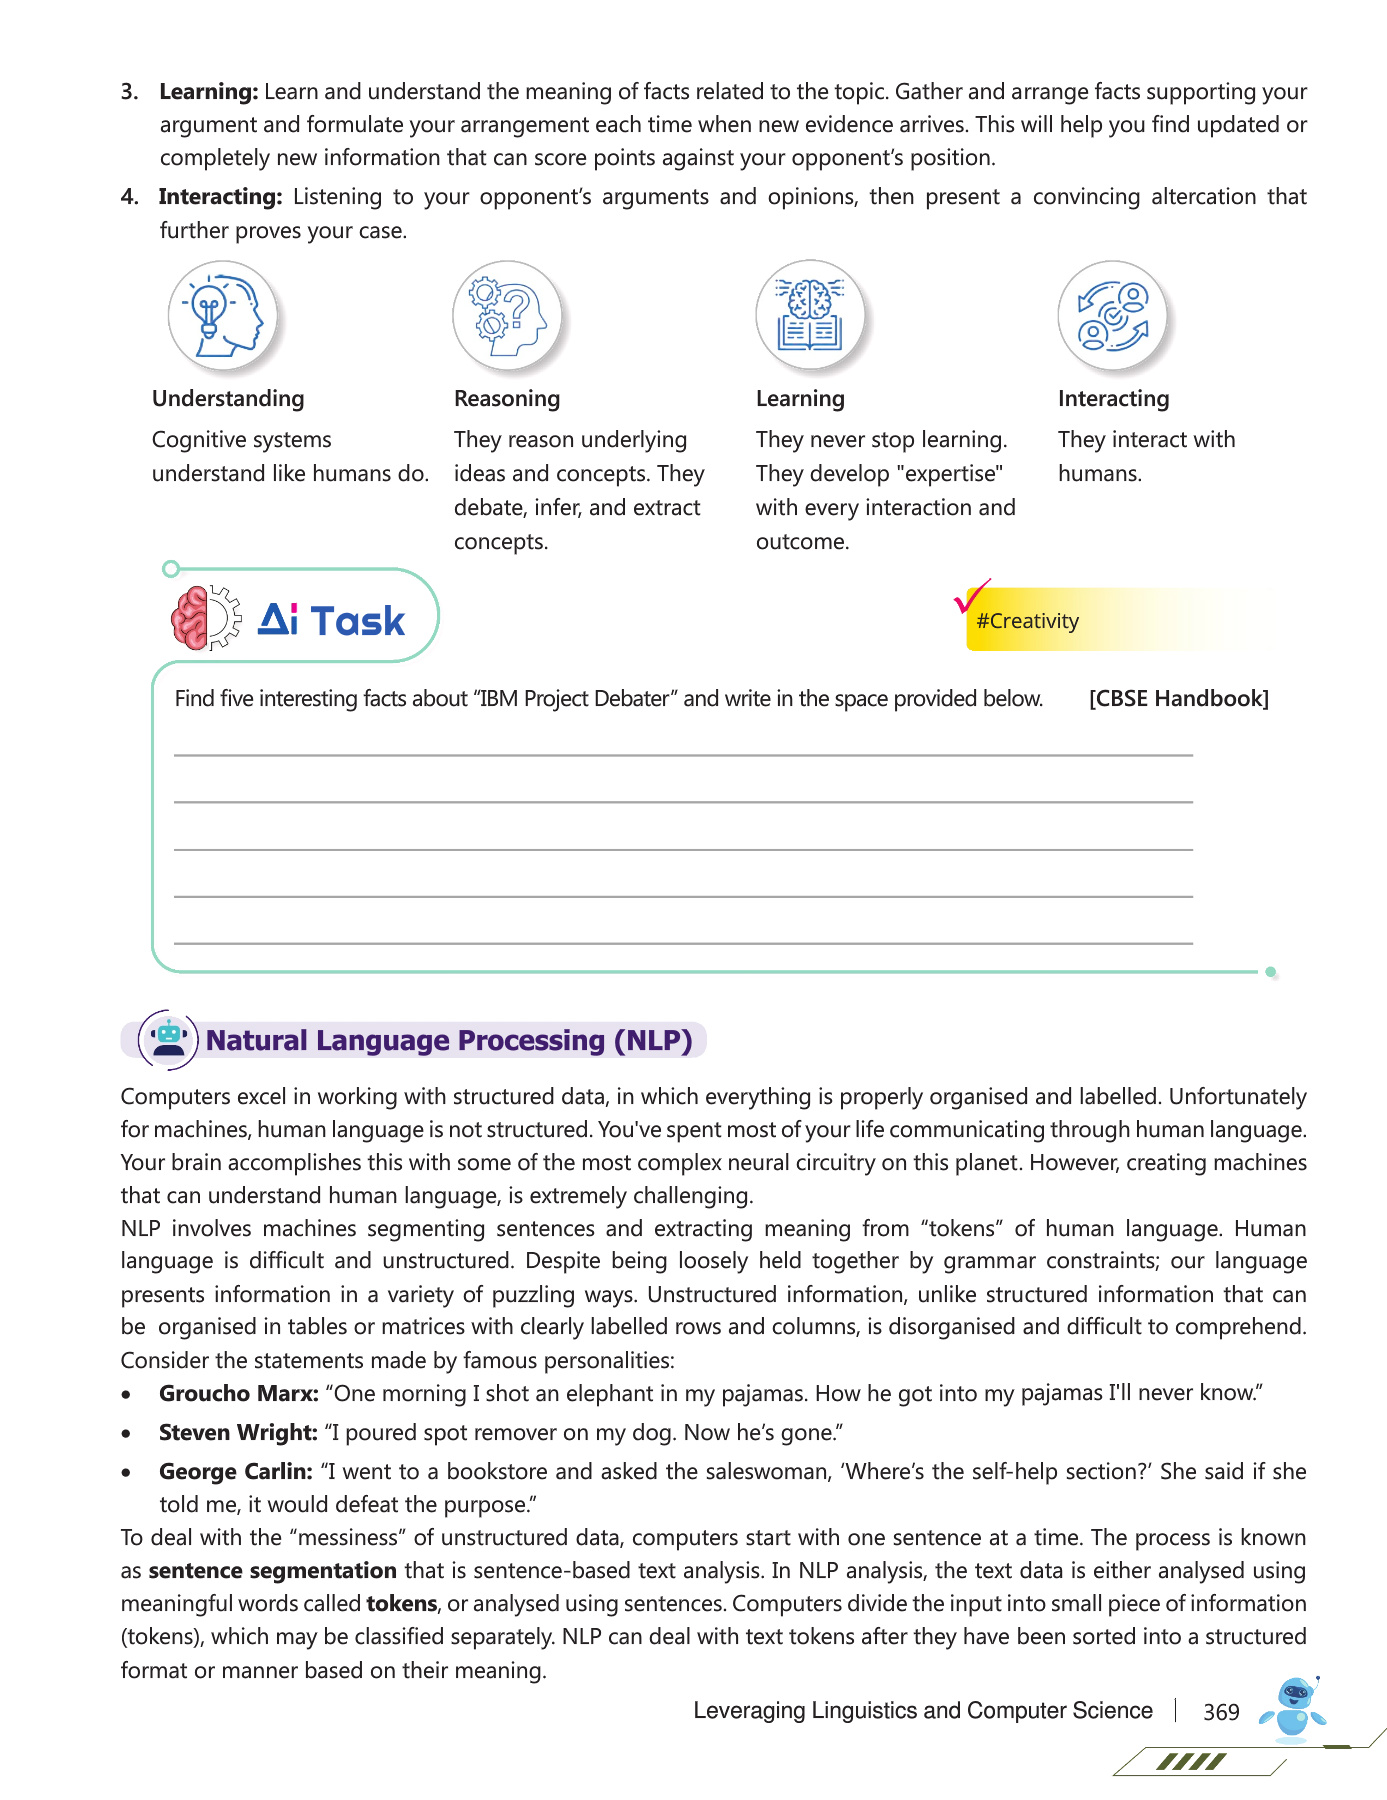 3. Learning: Learn and understand the meaning of facts related to the topic. Gather and arrange facts supporting your
argument and formulate your arrangement each time when new evidence arrives. This will help you find updated or
completely new information that can score points against your opponent’s position.
4. Interacting: Listening to your opponent’s arguments and opinions, then present a convincing altercation that
further proves your case.
Understanding
Cognitive systems
understand like humans do.
Reasoning
They reason underlying
ideas and concepts. They
debate, infer, and extract
concepts.
Learning
They never stop learning.
They develop "expertise"
with every interaction and
outcome.
Interacting
They interact with
humans.
Ai Task
#Creativity
Find five interesting facts about “IBM Project Debater” and write in the space provided below. [CBSE Handbook]
Natural Language Processing (NLP)
Computers excel in working with structured data, in which everything is properly organised and labelled. Unfortunately
for machines, human language is not structured. You've spent most of your life communicating through human language.
Your brain accomplishes this with some of the most complex neural circuitry on this planet. However, creating machines
that can understand human language, is extremely challenging.
NLP involves machines segmenting sentences and extracting meaning from “tokens” of human language. Human
language is difficult and unstructured. Despite being loosely held together by grammar constraints; our language
presents information in a variety of puzzling ways. Unstructured information, unlike structured information that can
be organised in tables or matrices with clearly labelled rows and columns, is disorganised and difficult to comprehend.
Consider the statements made by famous personalities:
• Groucho Marx: “One morning I shot an elephant in my pajamas. How he got into my pajamas I'll never know.”
• Steven Wright: “I poured spot remover on my dog. Now he’s gone.”
• George Carlin: “I went to a bookstore and asked the saleswoman, ‘Where’s the self-help section?’ She said if she
told me, it would defeat the purpose.”
To deal with the “messiness” of unstructured data, computers start with one sentence at a time. The process is known
as sentence segmentation that is sentence-based text analysis. In NLP analysis, the text data is either analysed using
meaningful words called tokens, or analysed using sentences. Computers divide the input into small piece of information
(tokens), which may be classified separately. NLP can deal with text tokens after they have been sorted into a structured
format or manner based on their meaning.
Leveraging Linguistics and Computer Science | 369